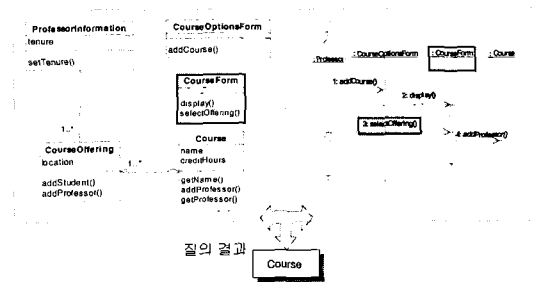 ProfessorInformation
tenure
setTenure()
CourseOptionsForm
addCourse()
CourseForm
display()
selectOffering()
1..*
CourseOffering
location
addStudent()
addProfessor()
1..*
Course
name
creditHours
getName()
addProfessor()
getProfessor()
: Professor
: CourseOptionsForm
: CourseForm
: Course
1: addCourse()
2: display()
3: selectOffering()
4: addProfessor()
질의 결과
Course